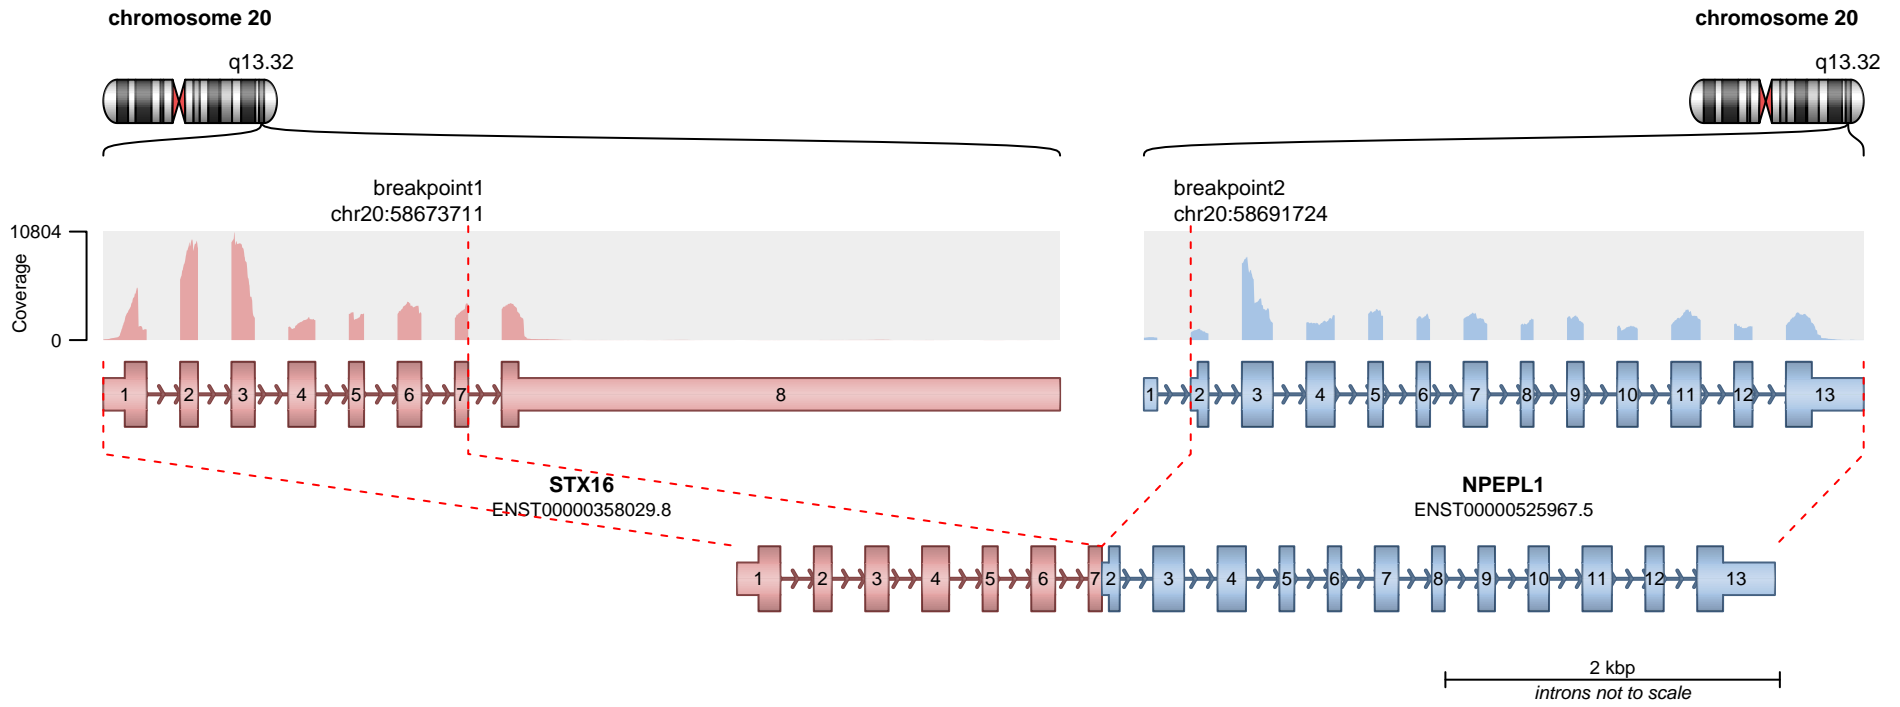 chromosome 20
chromosome 20
q13.32
q13.32
breakpoint1
chr20:58673711
breakpoint2
chr20:58691724
10804
Coverage
0
1 2 3 4 5 6 7 8
1 2 3 4 5 6 7 8 9 10 11 12 13
STX16
ENST00000358029.8
NPEPL1
ENST00000525967.5
1 2 3 4 5 6 7 2 3 4 5 6 7 8 9 10 11 12 13
2 kbp
introns not to scale